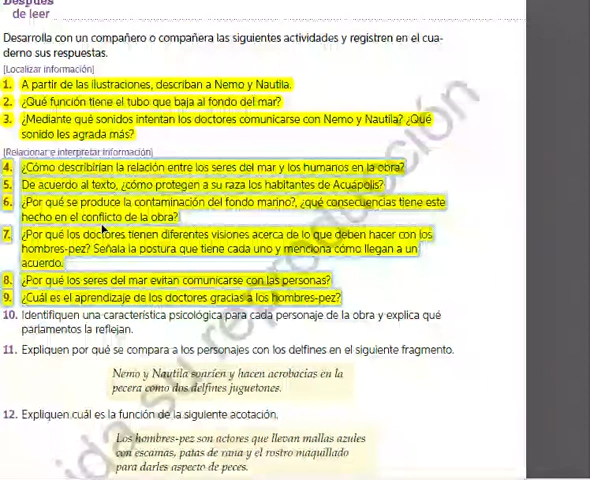 Después
de leer
Desarrolla con un compañero o compañera las siguientes actividades y registren en el cua-
derno sus respuestas.
[Localizar información]
1. A partir de las ilustraciones, describan a Nemo y Nautila.
2. ¿Qué función tiene el tubo que baja al fondo del mar?
3. ¿Mediante qué sonidos intentan los doctores comunicarse con Nemo y Nautila? ¿Qué
sonido les agrada más?
[Relacionar e interpretar información]
4. ¿Cómo describirían la relación entre los seres del mar y los humanos en la obra?
5. De acuerdo al texto, ¿cómo protegen a su raza los habitantes de Acuápolis?
6. ¿Por qué se produce la contaminación del fondo marino?, ¿qué consecuencias tiene este
hecho en el conflicto de la obra?
7. ¿Por qué los doctores tienen diferentes visiones acerca de lo que deben hacer con los
hombres-pez? Señala la postura que tiene cada uno y menciona cómo llegan a un
acuerdo.
8. ¿Por qué los seres del mar evitan comunicarse con las personas?
9. ¿Cuál es el aprendizaje de los doctores gracias a los hombres-pez?
10. Identifiquen una característica psicológica para cada personaje de la obra y explica qué
parlamentos la reflejan.
11. Expliquen por qué se compara a los personajes con los delfines en el siguiente fragmento.
Nemo y Nautila sonríen y hacen acrobacias en la
pecera como dos delfines juguetones.
12. Expliquen cuál es la función de la siguiente acotación.
Los hombres-pez son actores que llevan mallas azules
con escamas, patas de rana y el rostro maquillado
para darles aspecto de peces.
ida su reproducción